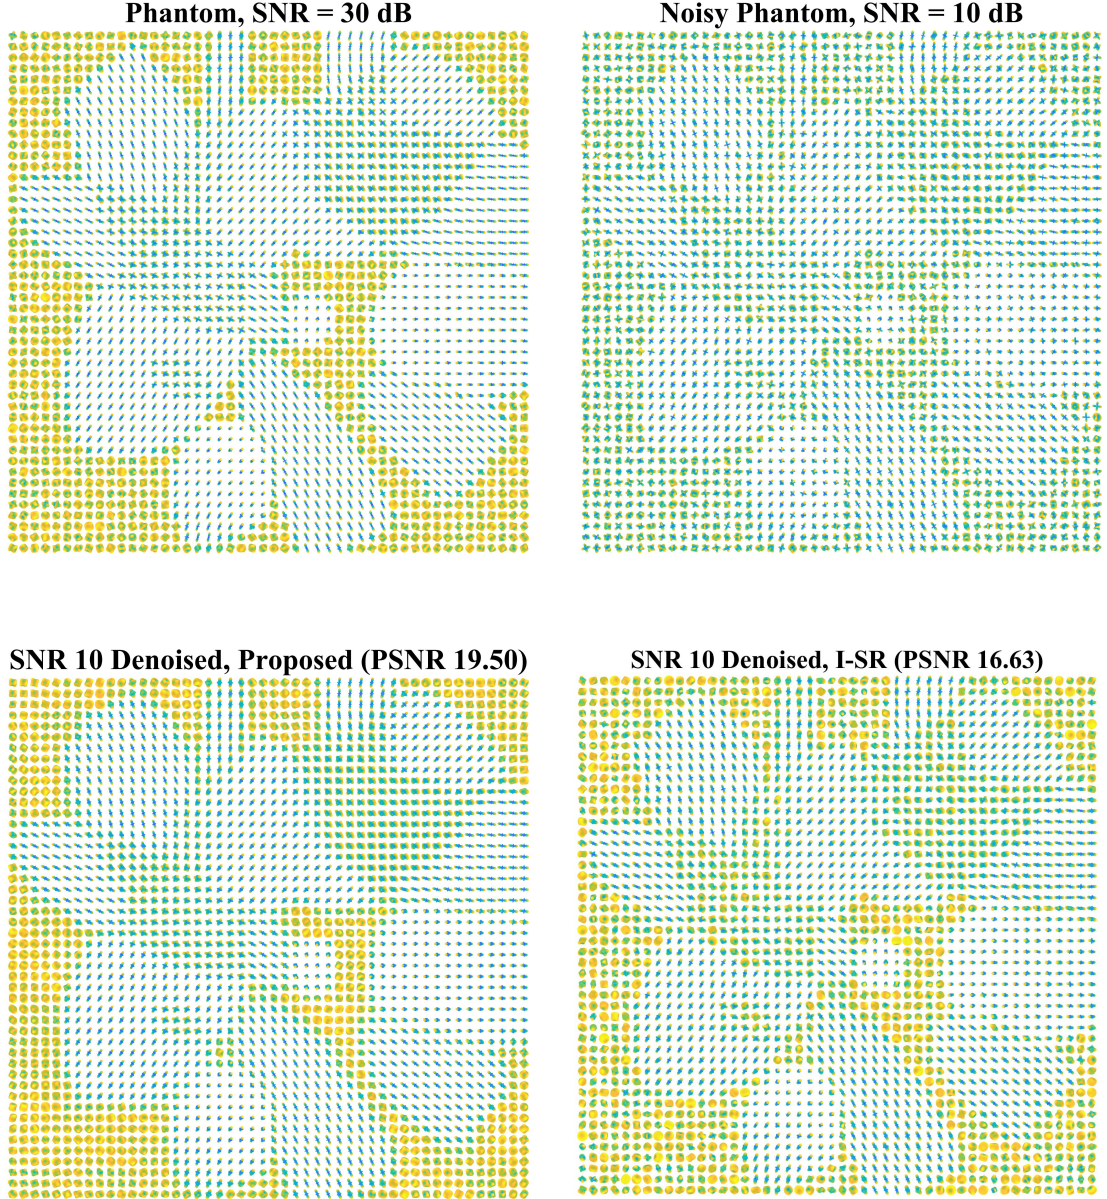 Phantom, SNR = 30 dB
Noisy Phantom, SNR = 10 dB
SNR 10 Denoised, Proposed (PSNR 19.50)
SNR 10 Denoised, I-SR (PSNR 16.63)